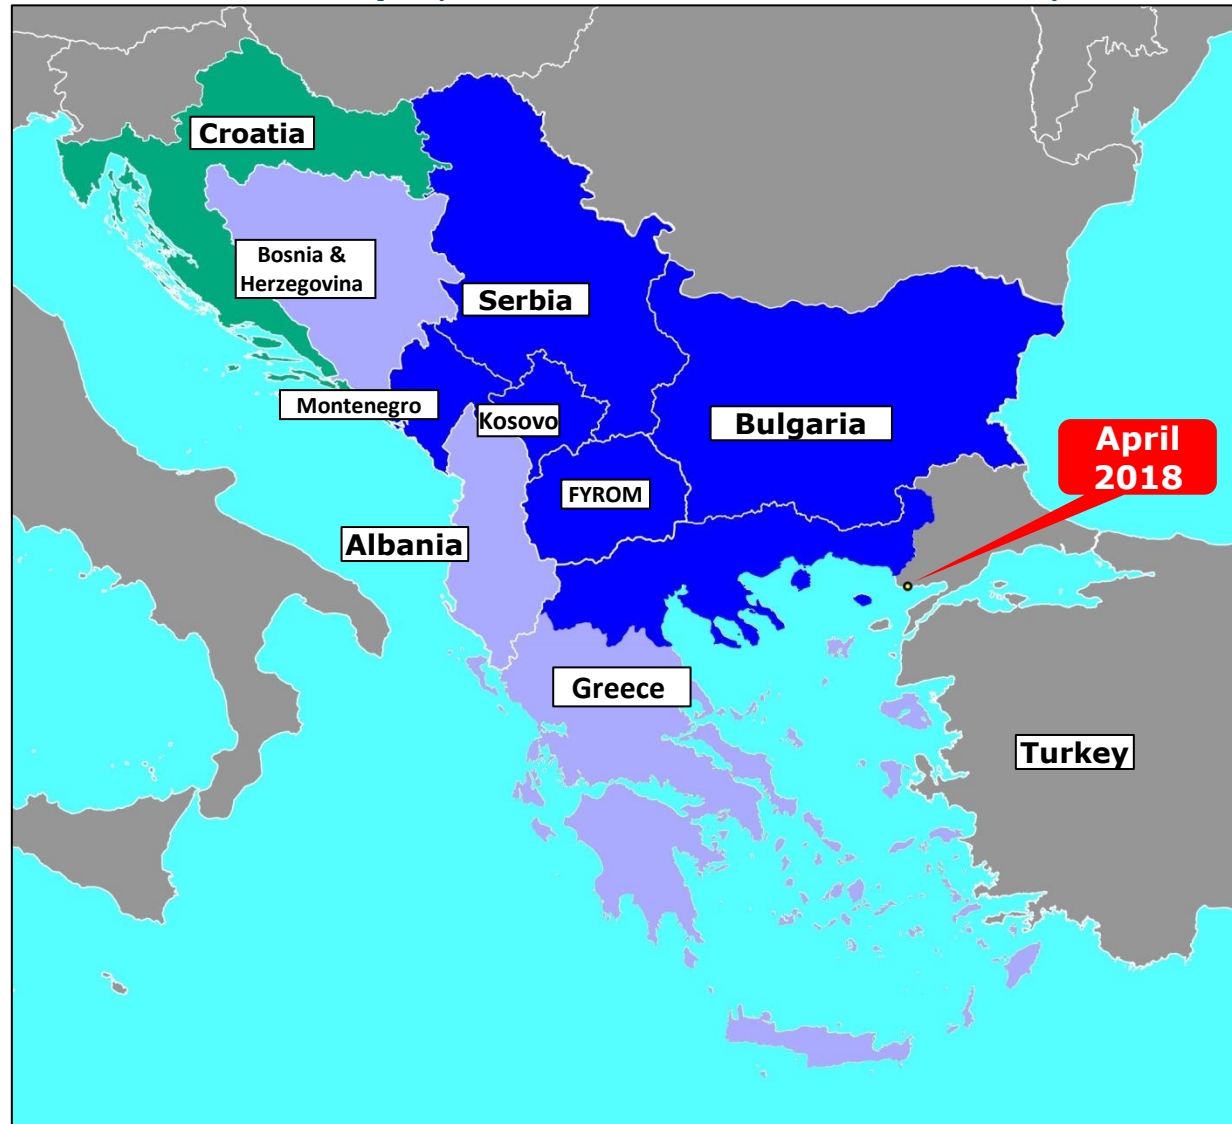 Croatia
Bosnia &
Herzegovina
Serbia
Montenegro
Kosovo
Bulgaria
April
2018
FYROM
Albania
Greece
Turkey